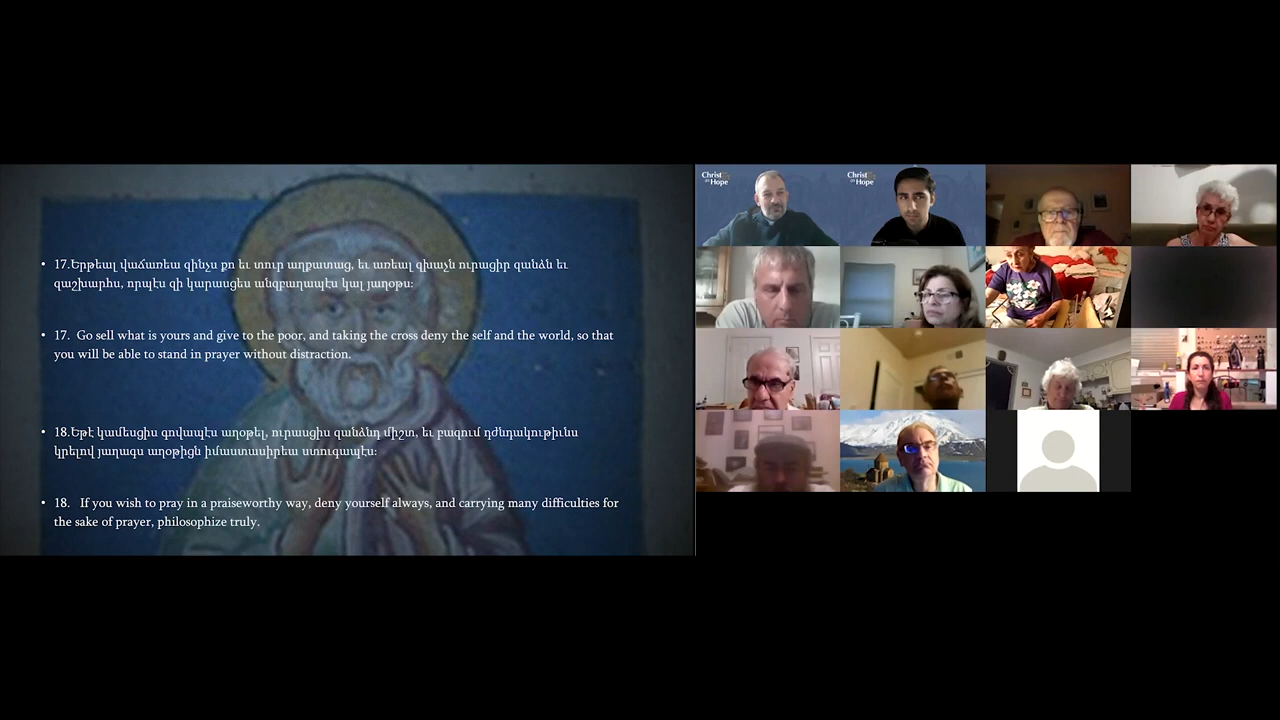 • 17.Երթեալ վաճառեա զինչս քո եւ տուր աղքատաց, եւ առեալ զխաչն ուրացիր զանձն եւ
զաշխարհս, որպէս զի կարասցես անզբաղապէս կալ յաղօթս:
• 17. Go sell what is yours and give to the poor, and taking the cross deny the self and the world, so that
you will be able to stand in prayer without distraction.
• 18.Եթէ կամեսցիս գովապէս աղօթել, ուրասցիս զանձնդ միշտ, եւ բազում դժնդակութիւնս
կրելով յաղագս աղօթիցն իմաստասիրեա ստուգապէս:
• 18. If you wish to pray in a praiseworthy way, deny yourself always, and carrying many difficulties for
the sake of prayer, philosophize truly.
Christ
Hope
Christ
Hope